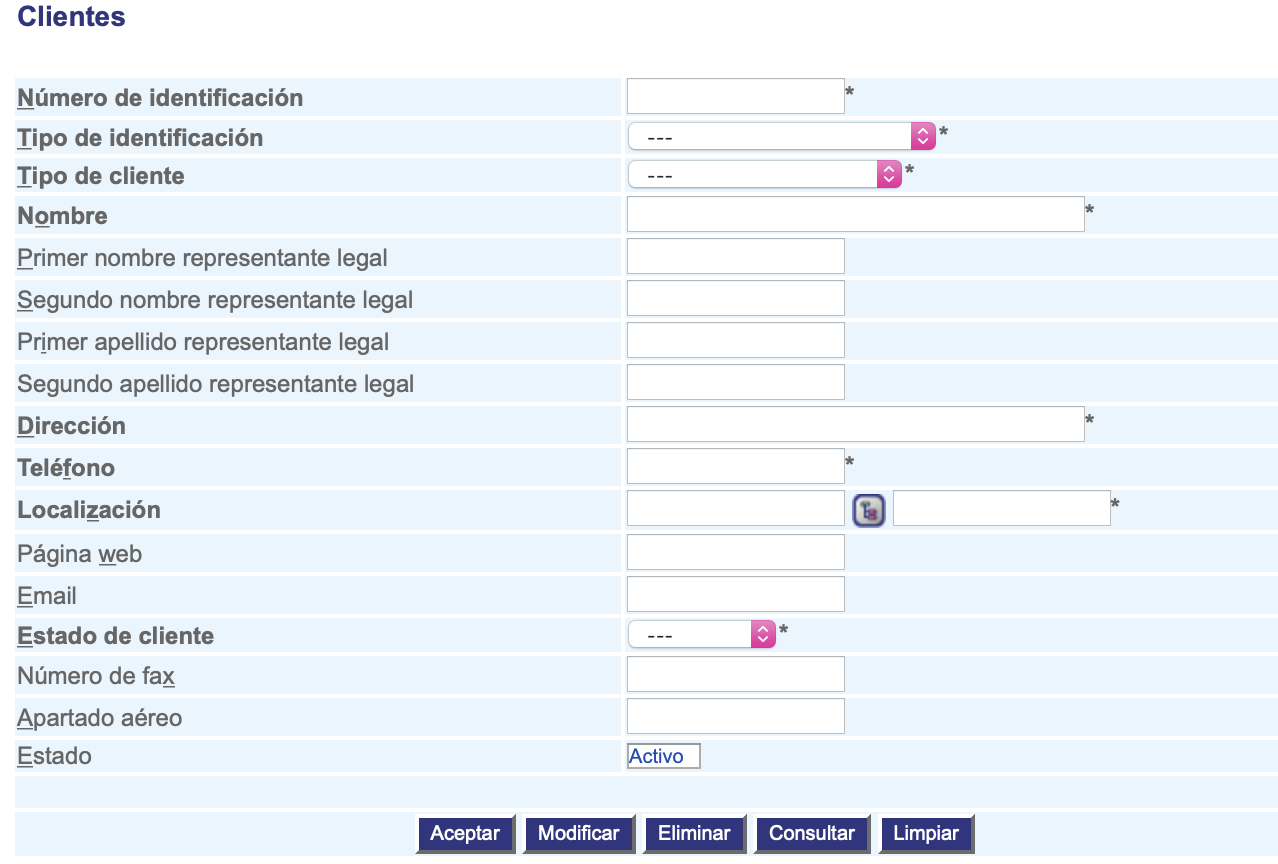 Clientes
Número de identificación *
Tipo de identificación --- *
Tipo de cliente --- *
Nombre *
Primer nombre representante legal
Segundo nombre representante legal
Primer apellido representante legal
Segundo apellido representante legal
Dirección *
Teléfono *
Localización *
Página web
Email
Estado de cliente --- *
Número de fax
Apartado aéreo
Estado Activo
Aceptar Modificar Eliminar Consultar Limpiar